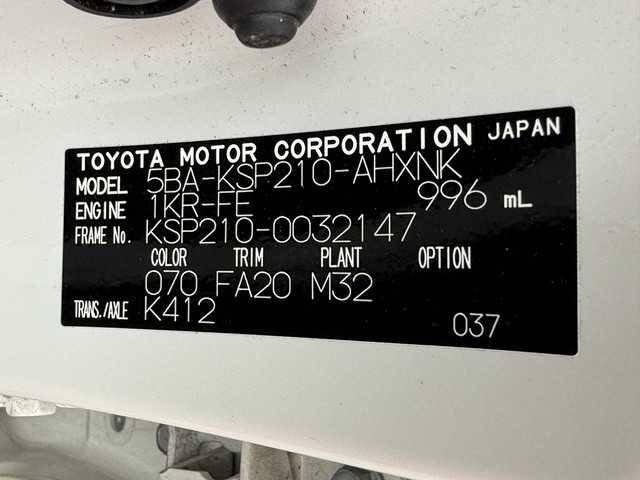 TOYOTA MOTOR CORPORATION JAPAN
MODEL 5BA-KSP210-AHXNK
ENGINE 1KR-FE 996 mL
FRAME No. KSP210-0032147
COLOR TRIM PLANT OPTION
070 FA20 M32
TRANS./AXLE K412
037